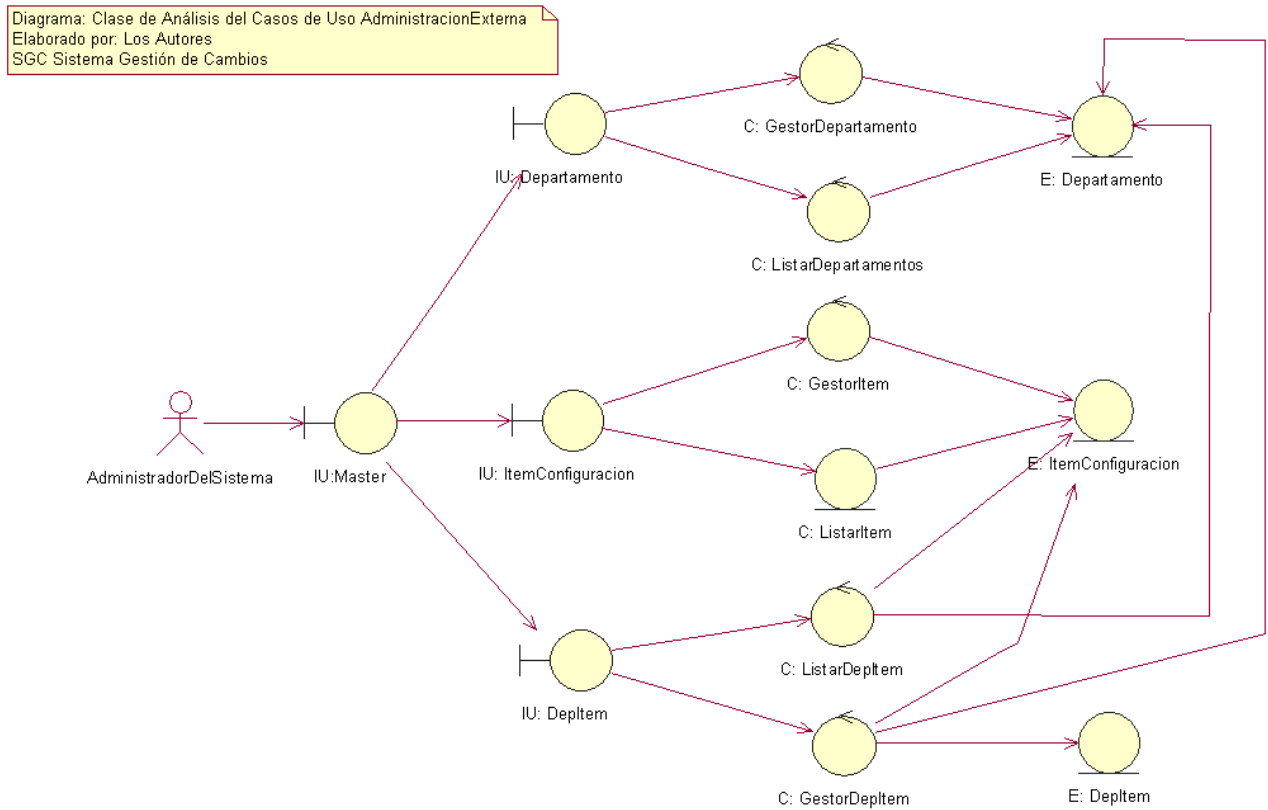 Diagrama: Clase de Análisis del Casos de Uso AdministracionExterna
Elaborado por: Los Autores
SGC Sistema Gestión de Cambios
C: GestorDepartamento
IU: Departamento
E: Departamento
C: ListarDepartamentos
C: GestorItem
AdministradorDelSistema
IU:Master
IU: ItemConfiguracion
E: ItemConfiguracion
C: ListarItem
C: ListarDepItem
IU: DepItem
C: GestorDepItem
E: DepItem